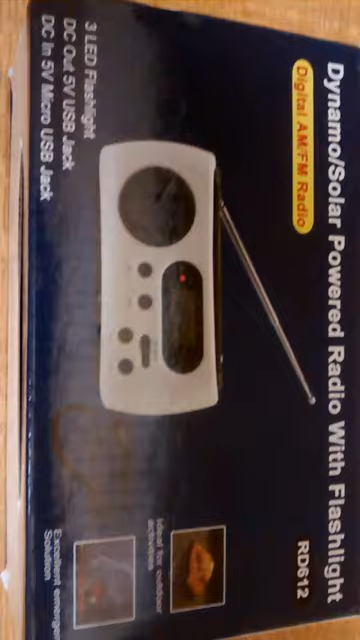 Dynamo/Solar Powered Radio With Flashlight
Digital AM/FM Radio
RD612
3 LED Flashlight
DC Out 5V USB Jack
DC In 5V Micro USB Jack
Ideal for outdoor
activities
Excellent
Solution